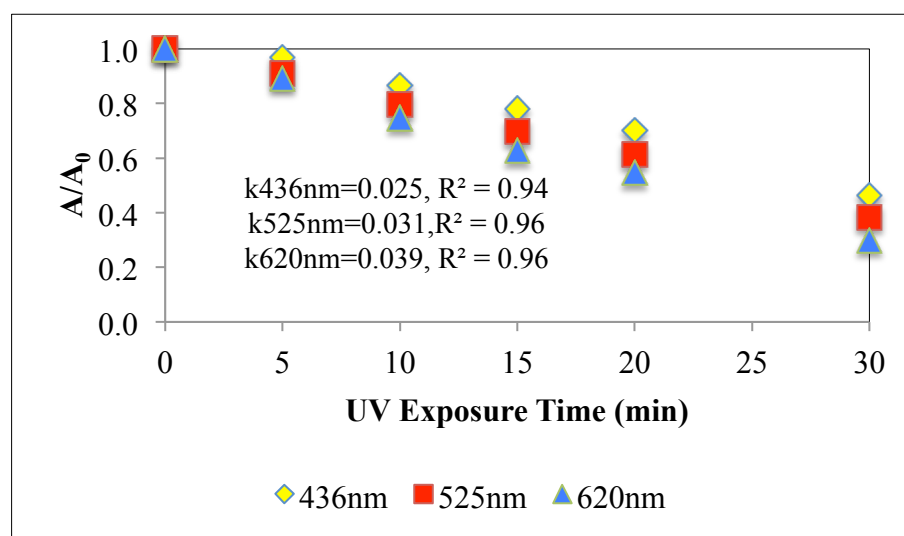 1.0
0.8
0.6
0.4
0.2
0.0
A/A₀
k436nm=0.025, R² = 0.94
k525nm=0.031,R² = 0.96
k620nm=0.039, R² = 0.96
0 5 10 15 20 25 30
UV Exposure Time (min)
436nm 525nm 620nm